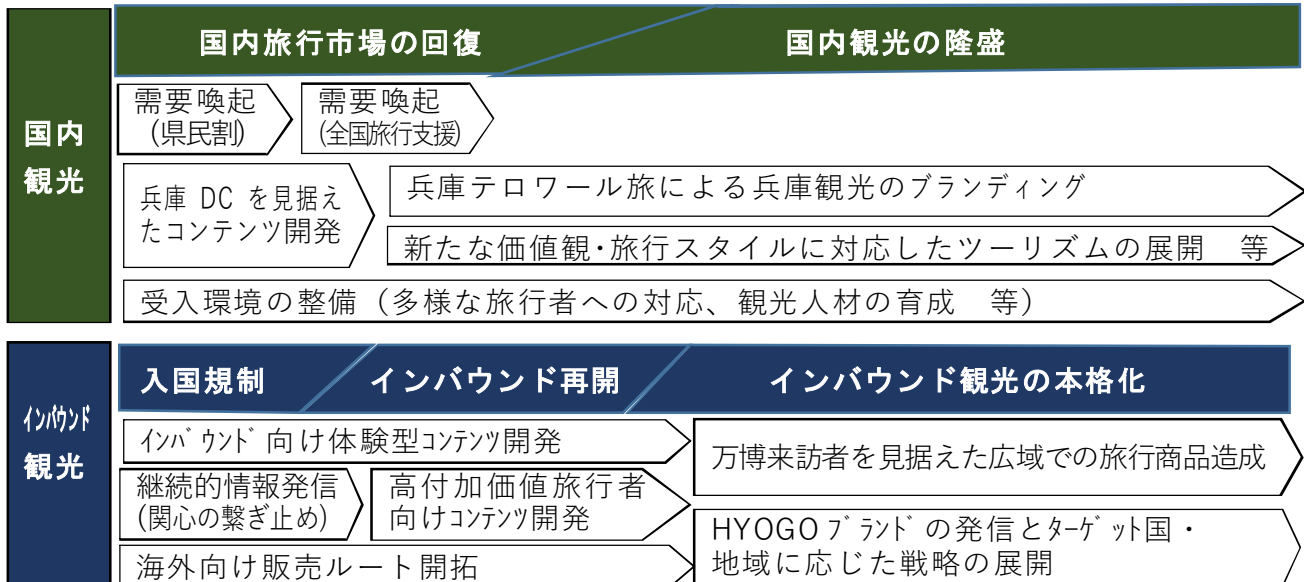 国内旅行市場の回復
国内観光の隆盛
国内
観光
需要喚起
(県民割)
需要喚起
(全国旅行支援)
兵庫 DC を見据え
たコンテンツ開発
兵庫テロワール旅による兵庫観光のブランディング
新たな価値観・旅行スタイルに対応したツーリズムの展開 等
受入環境の整備（多様な旅行者への対応、観光人材の育成 等）
インバウンド
観光
入国規制
インバウンド再開
インバウンド観光の本格化
ｲﾝﾊﾞｳﾝﾄﾞ向け体験型ｺﾝﾃﾝﾂ開発
継続的情報発信
(関心の繋ぎ止め)
高付加価値旅行者
向けｺﾝﾃﾝﾂ開発
海外向け販売ルート開拓
万博来訪者を見据えた広域での旅行商品造成
HYOGO ﾌﾞﾗﾝﾄﾞの発信とﾀｰｹﾞｯﾄ国・
地域に応じた戦略の展開